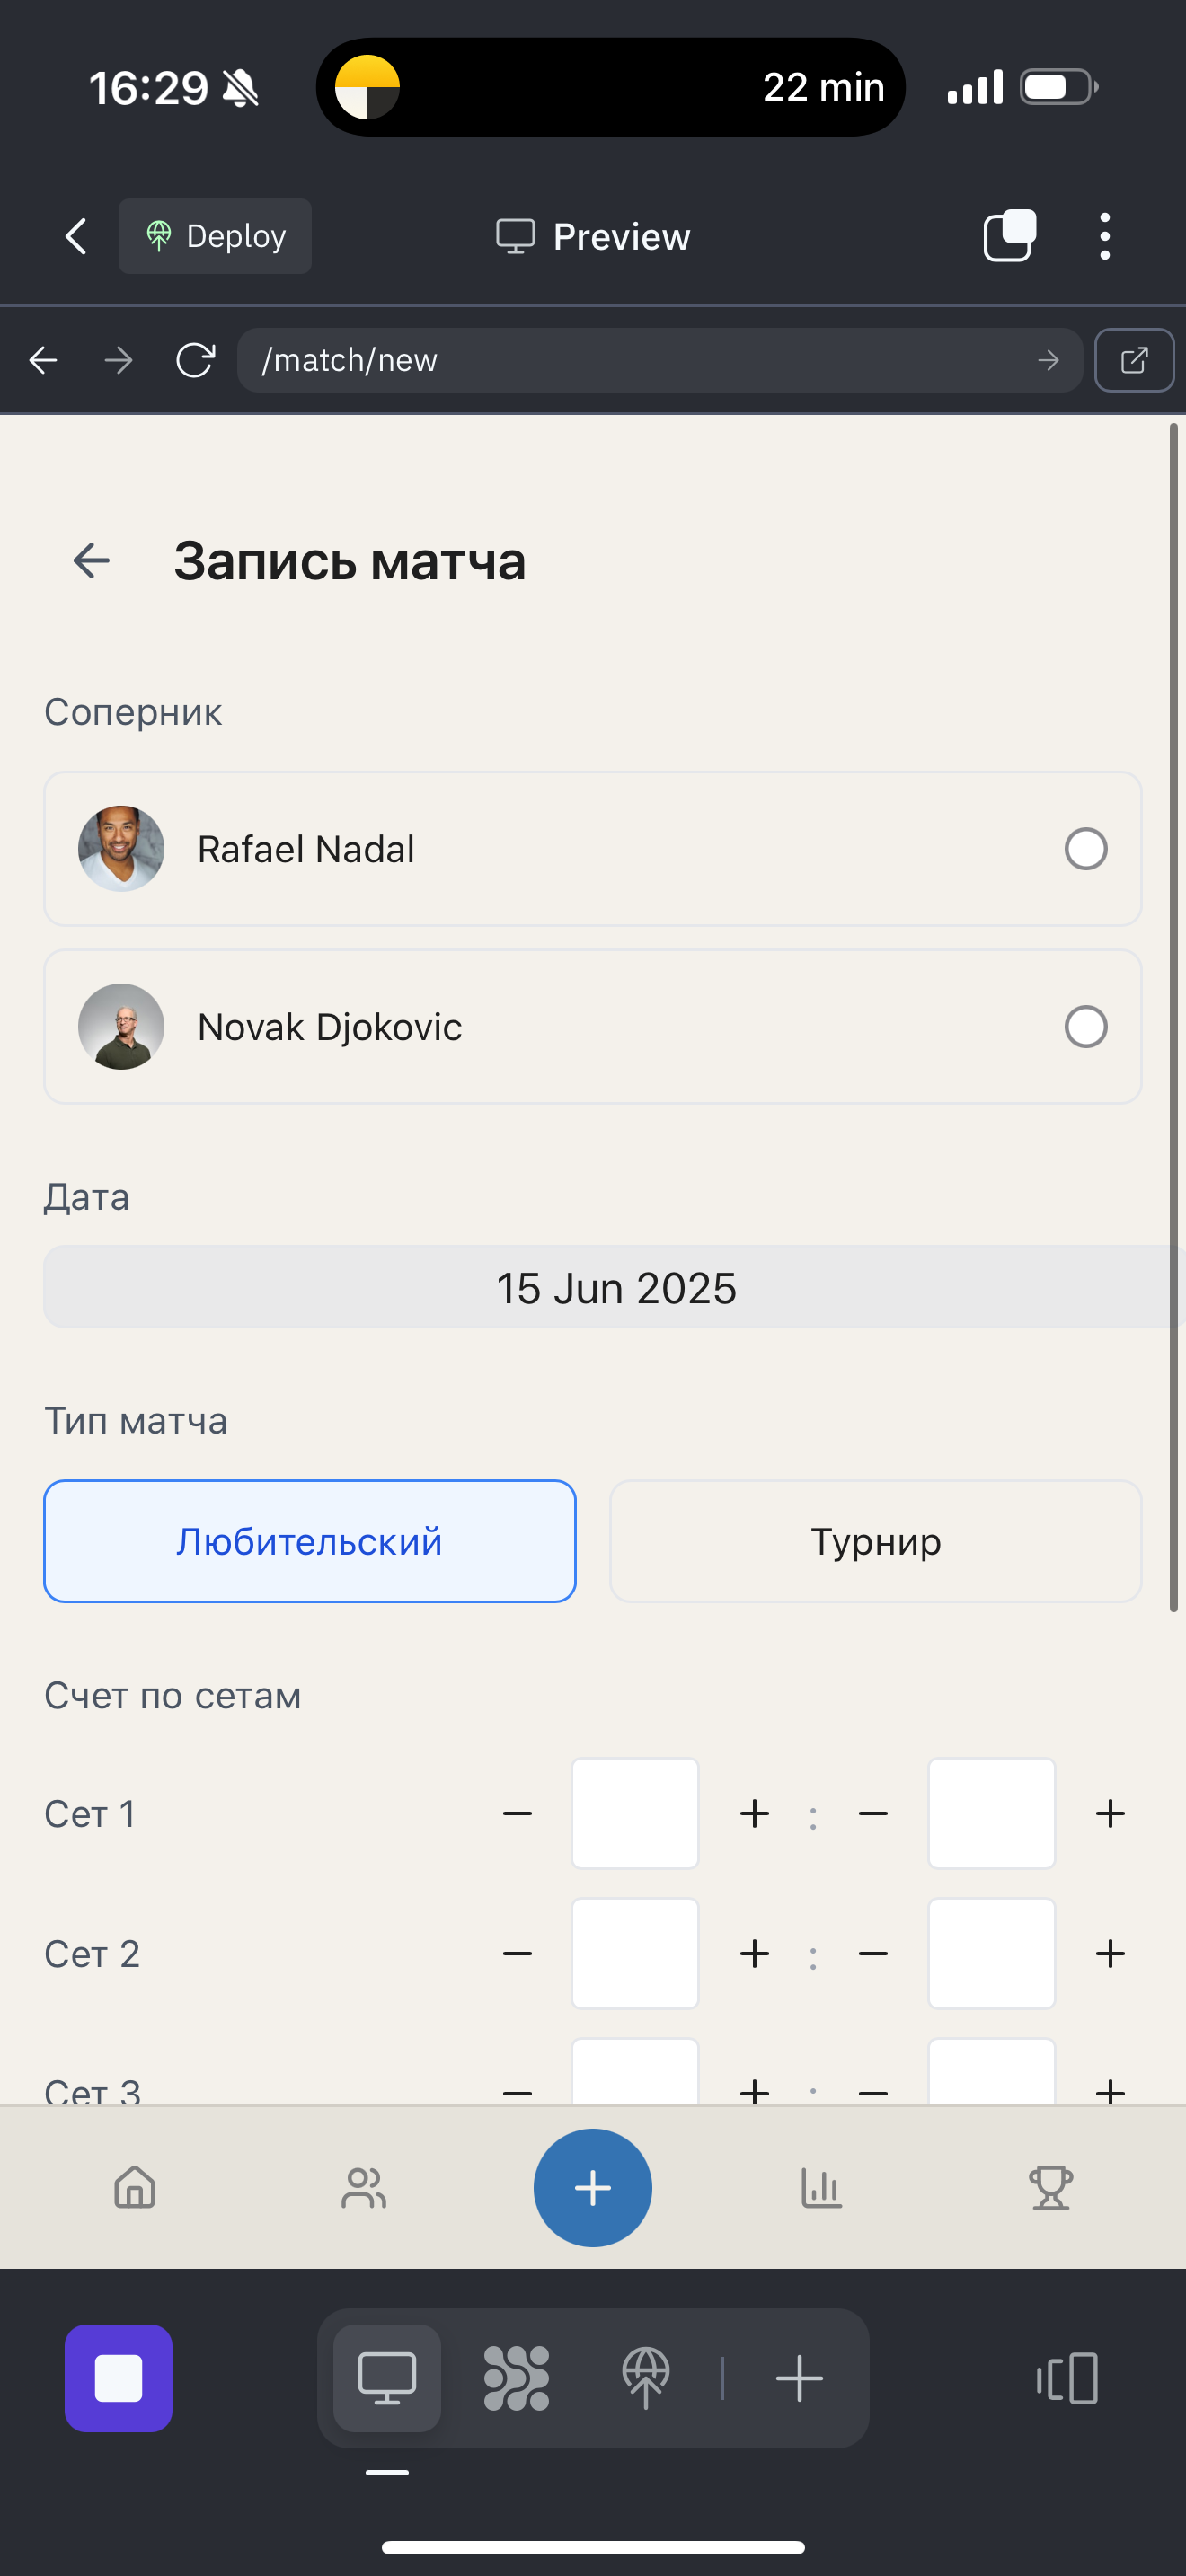 16:29
22 min
Deploy
Preview
/match/new
Запись матча
Соперник
Rafael Nadal
Novak Djokovic
Дата
15 Jun 2025
Тип матча
Любительский
Турнир
Счет по сетам
Сет 1
— + : — +
Сет 2
— + : — +
Сет 3
— + : — +